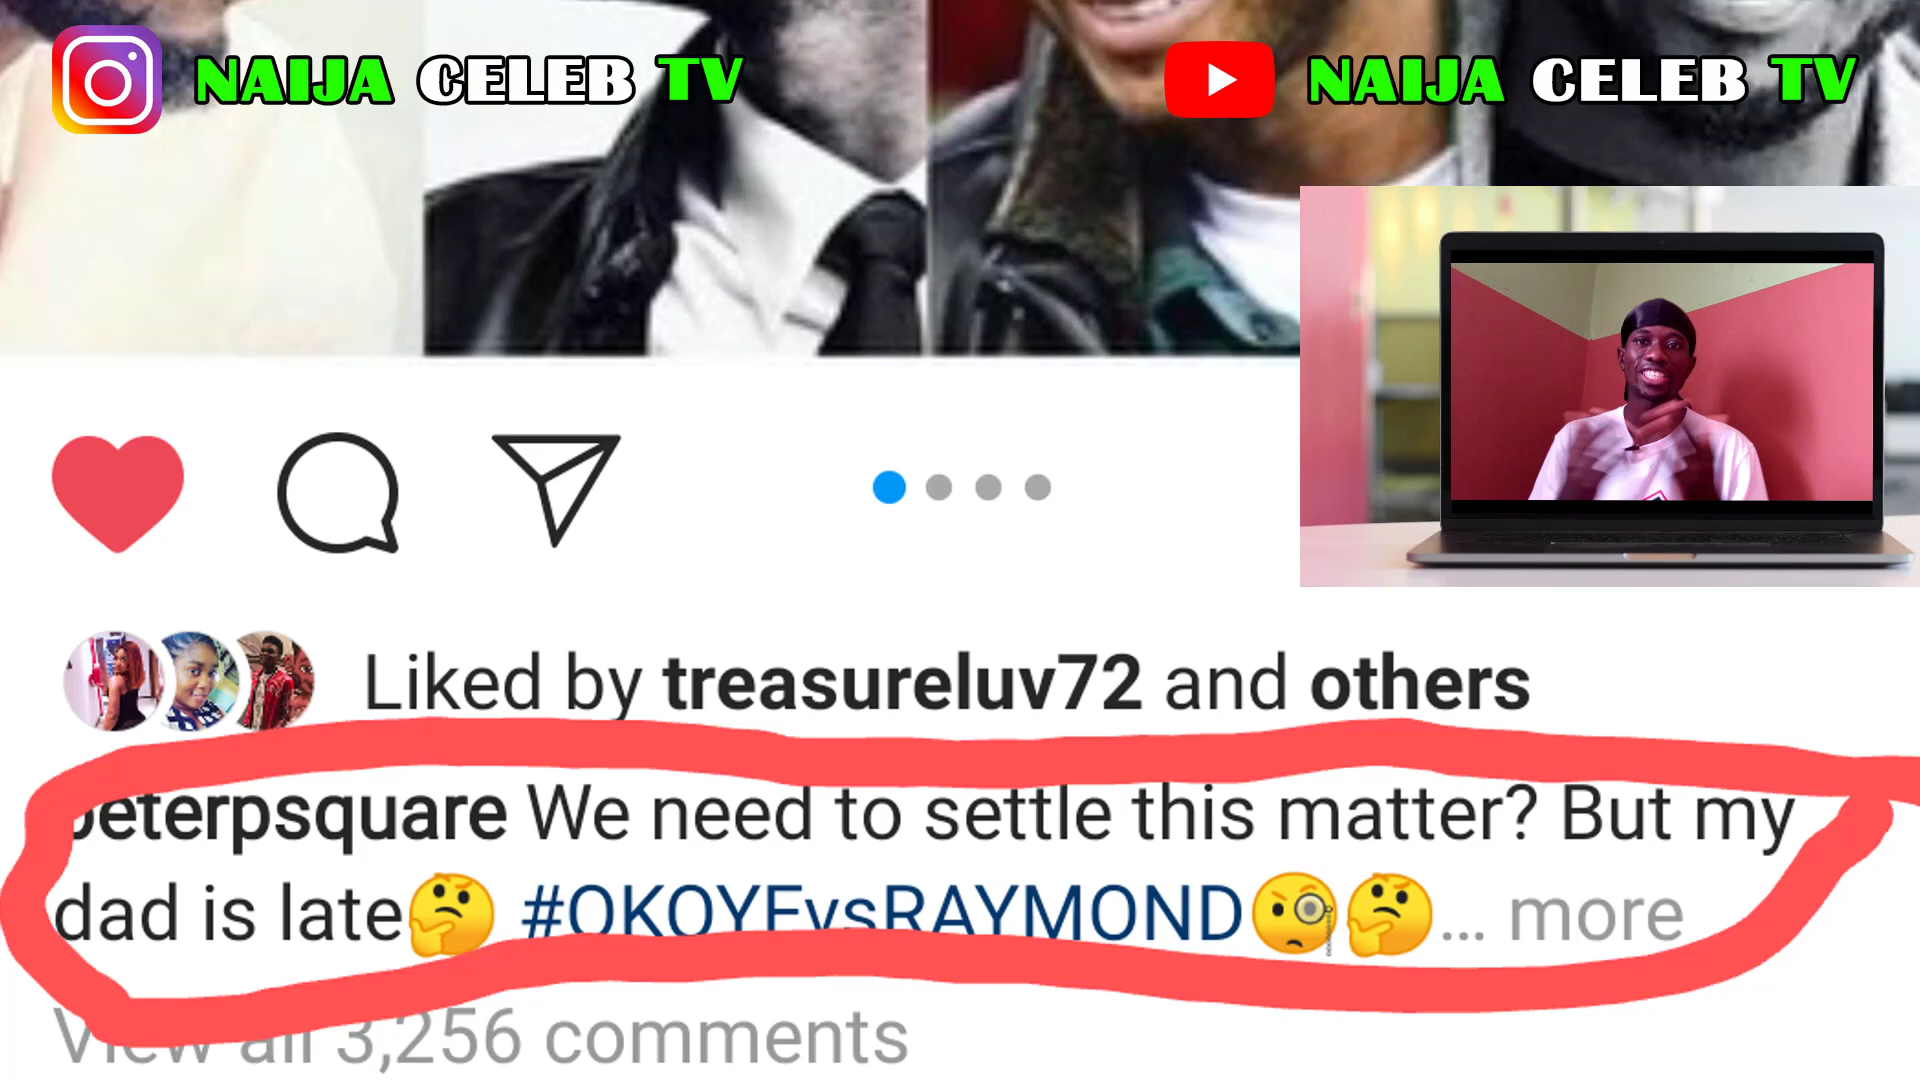 NAIJA CELEB TV
NAIJA CELEB TV
Liked by treasureluv72 and others
peterpsquare We need to settle this matter? But my
dad is late🤔 #OKOYEvsRAYMOND🧐🤔... more
View all 3,256 comments